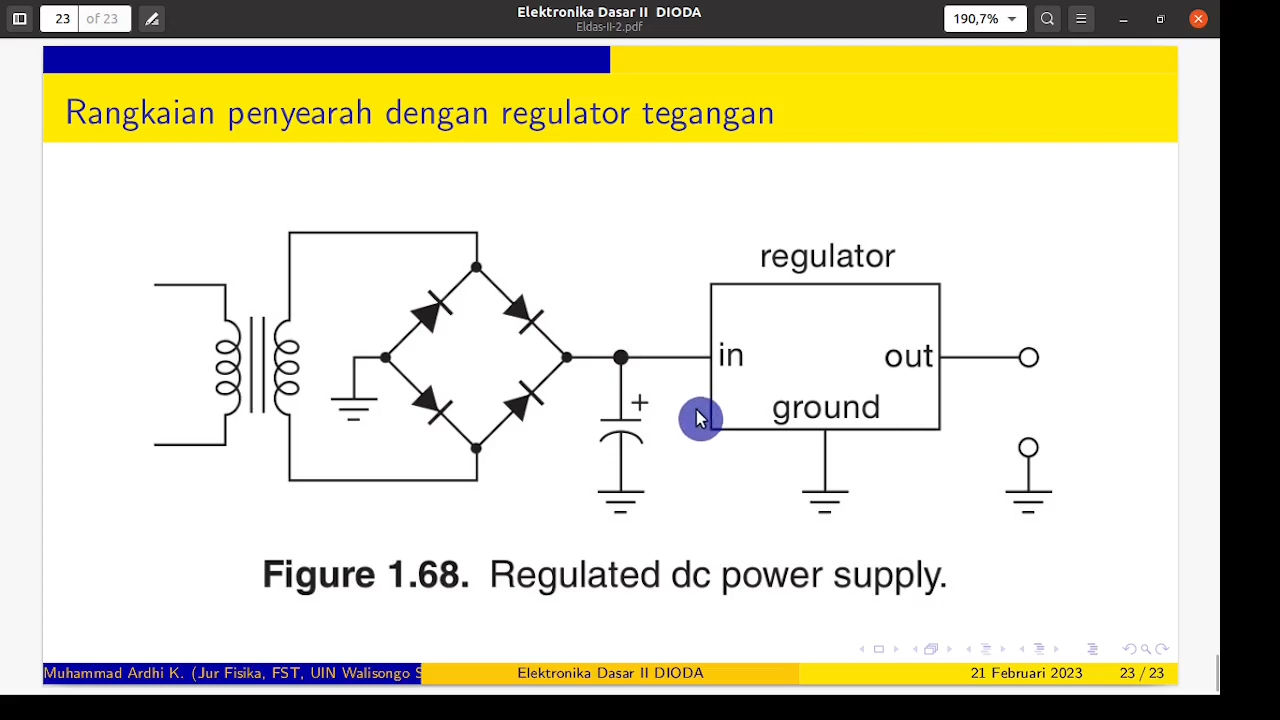 23 of 23
Elektronika Dasar II DIODA
Eldas-II-2.pdf
190,7%
Rangkaian penyearah dengan regulator tegangan
regulator
in
out
ground
+
Figure 1.68. Regulated dc power supply.
Muhammad Ardhi K. (Jur Fisika, FST, UIN Walisongo S
Elektronika Dasar II DIODA
21 Februari 2023
23 / 23